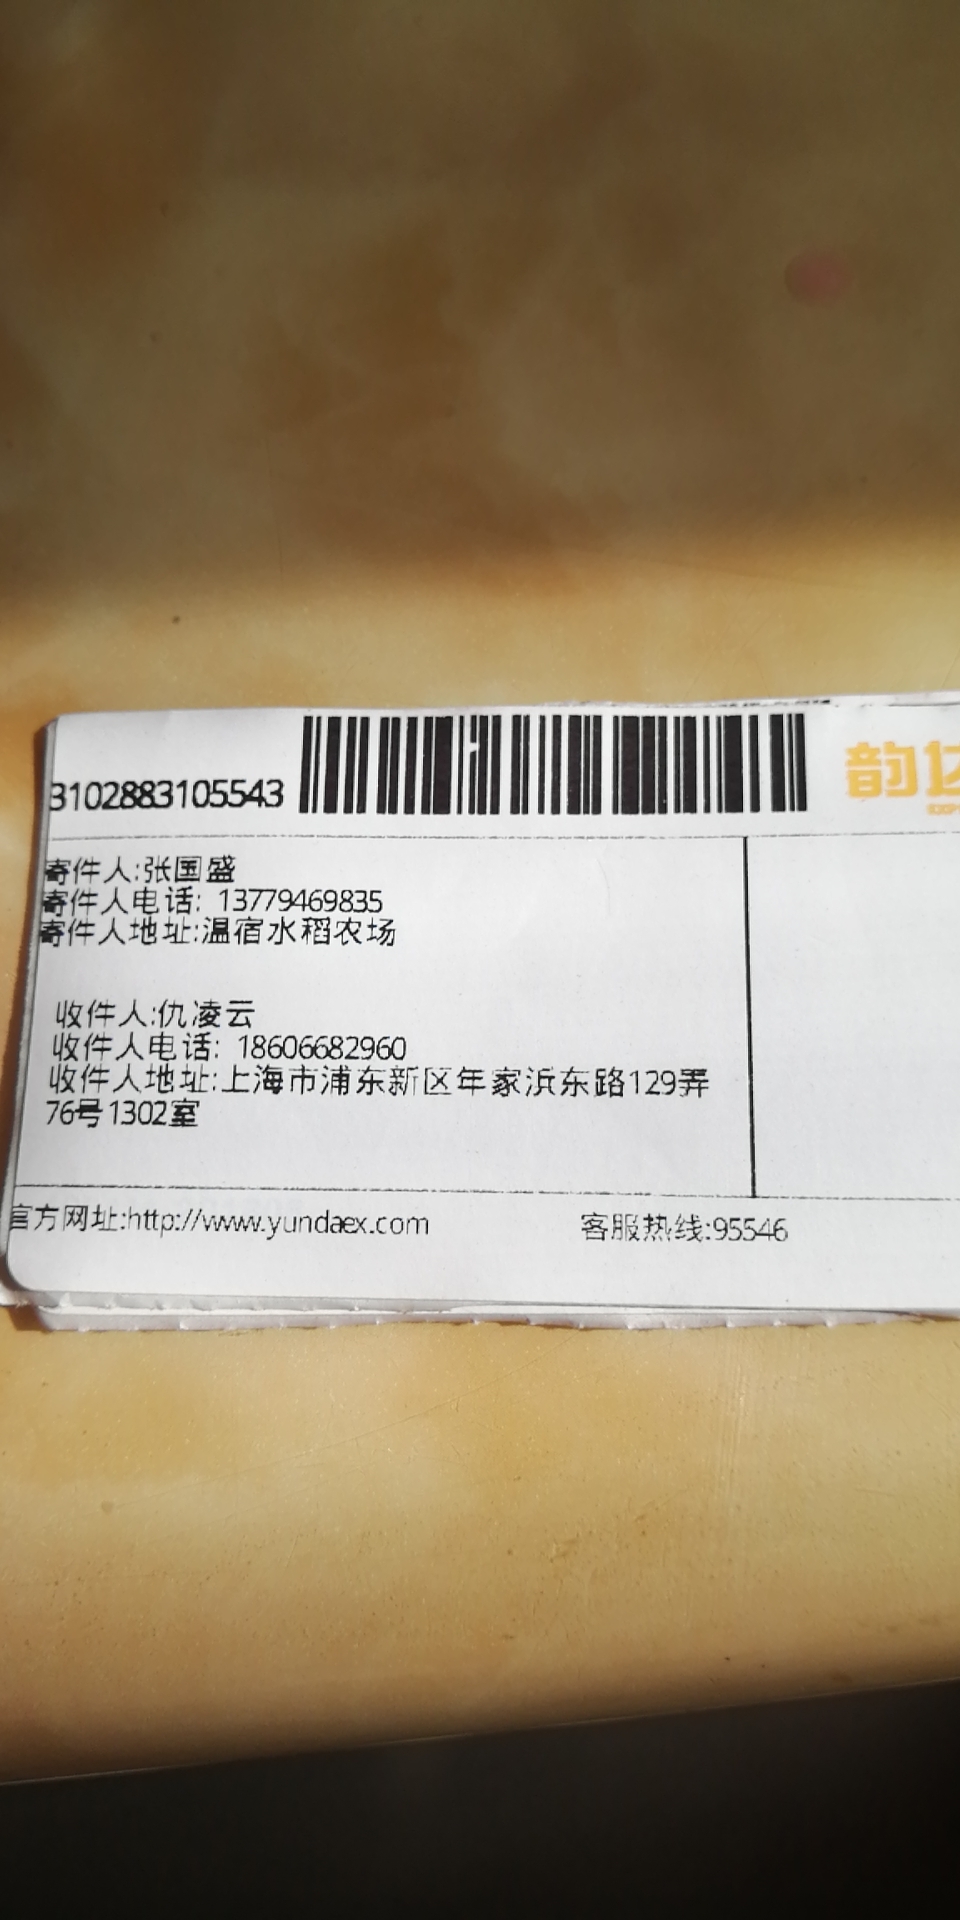 3102883105543
韵达
寄件人:张国盛
寄件人电话: 13779469835
寄件人地址:温宿水稻农场
收件人:仇凌云
收件人电话: 18606682960
收件人地址:上海市浦东新区年家浜东路129弄
76号1302室
官方网址:http://www.yundaex.com
客服热线:95546